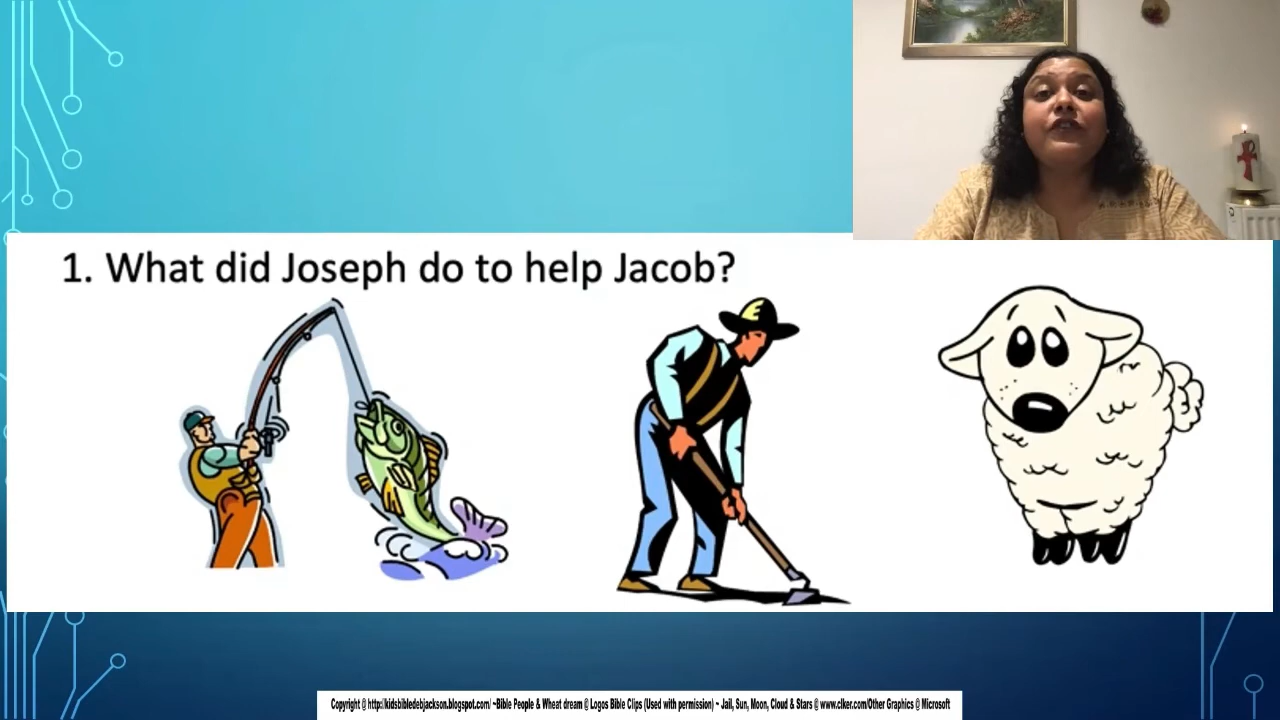 1. What did Joseph do to help Jacob?
Copyright @ http://kidsbibledebjackson.blogspot.com/ ~Bible People & Wheat dream @ Logos Bible Clips (Used with permission) ~ Jail, Sun, Moon, Cloud & Stars @ www.clker.com/Other Graphics @ Microsoft